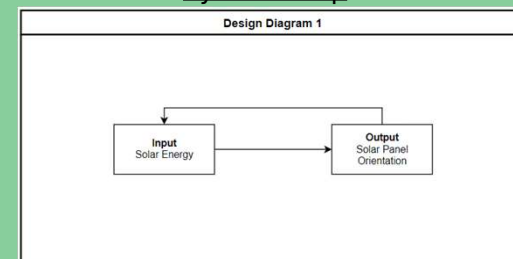 Design Diagram 1
Input
Solar Energy
Output
Solar Panel
Orientation